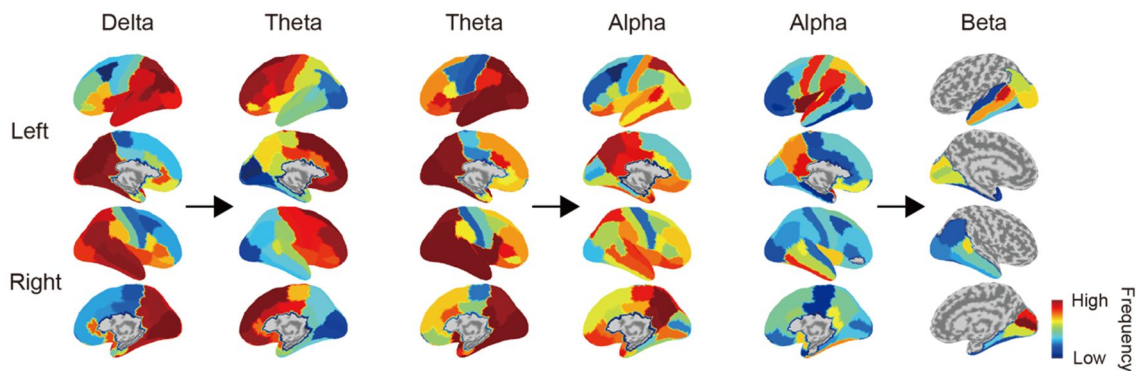 Delta Theta Theta Alpha Alpha Beta
Left
Right
High
Low
Frequency